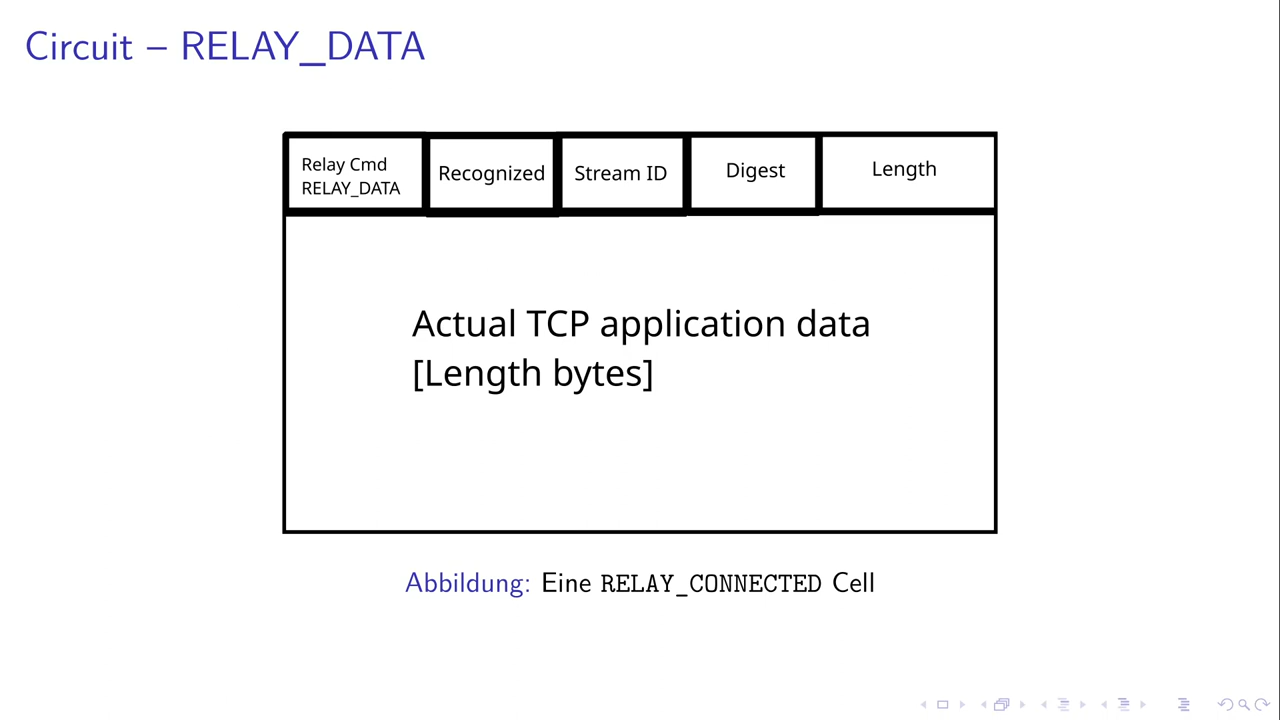 Circuit – RELAY_DATA
Relay Cmd
RELAY_DATA
Recognized
Stream ID
Digest
Length
Actual TCP application data
[Length bytes]
Abbildung: Eine RELAY_CONNECTED Cell